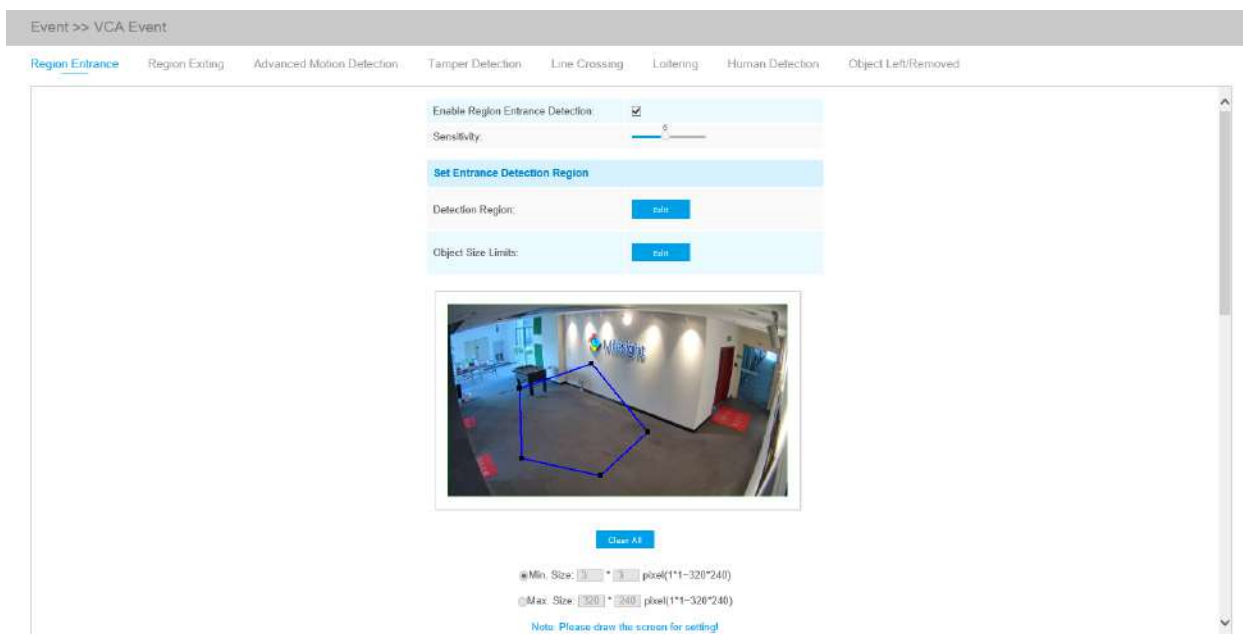 Event >> VCA Event
Region Entrance Region Exiting Advanced Motion Detection Tamper Detection Line Crossing Loitering Human Detection Object Left/Removed
Enable Region Entrance Detection:
Sensitivity:
Set Entrance Detection Region
Detection Region: Edit
Object Size Limits: Edit
Milesight
Clear All
Min. Size: 3 * 3 pixel(1*1~320*240)
Max. Size: 320 * 240 pixel(1*1~320*240)
Note: Please draw the screen for setting!